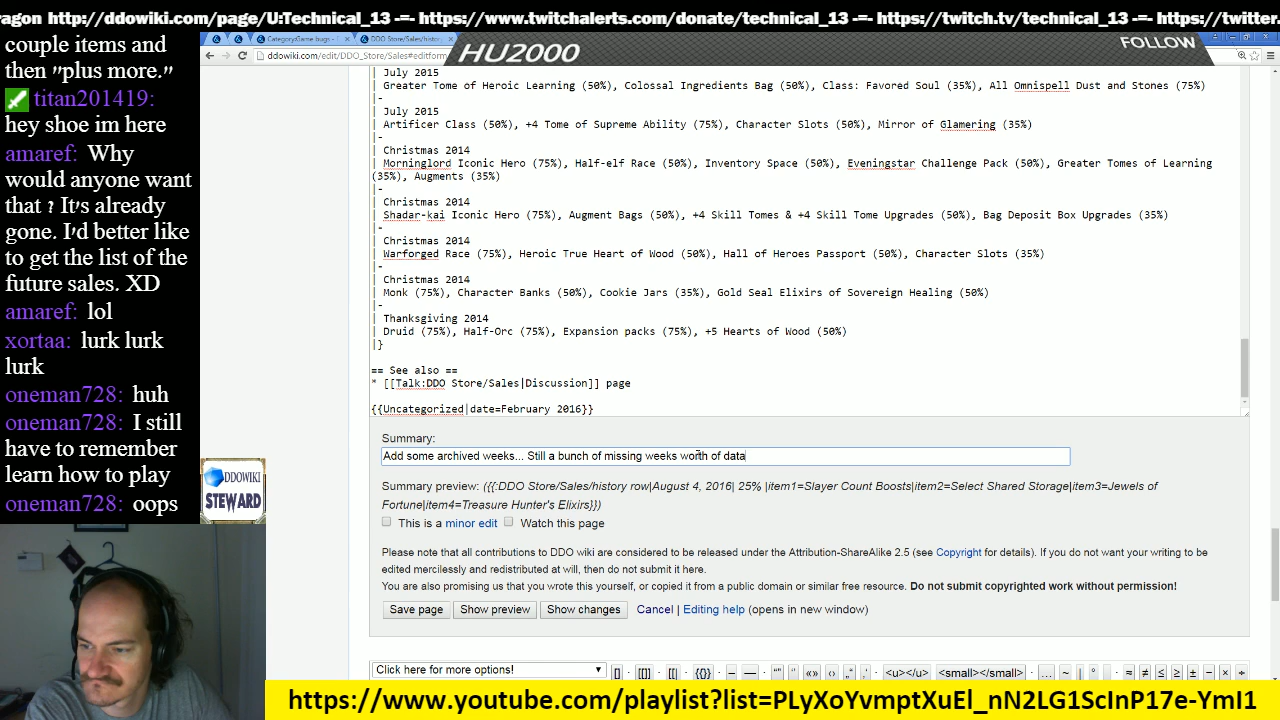 ragon http://ddowiki.com/page/U:Technical_13 -=- https://www.twitchalerts.com/donate/technical_13 -=- https://twitch.tv/technical_13 -=- https://twitter.
couple items and
then "plus more."
titan201419:
hey shoe im here
amaref: Why
would anyone want
that ? It's already
gone. I'd better like
to get the list of the
future sales. XD
amaref: lol
xortaa: lurk lurk
lurk
oneman728: huh
oneman728: I still
have to remember
learn how to play
oneman728: oops
Category:Game bugs -
DDO Store/Sales/histor
ddowiki.com/edit/DDO_Store/Sales#editform
HU2000
FOLLOW
| July 2015
| Greater Tome of Heroic Learning (50%), Colossal Ingredients Bag (50%), Class: Favored Soul (35%), All Omnispell Dust and Stones (75%)
|-
| July 2015
| Artificer Class (50%), +4 Tome of Supreme Ability (75%), Character Slots (50%), Mirror of Glamering (35%)
|-
| Christmas 2014
| Morninglord Iconic Hero (75%), Half-elf Race (50%), Inventory Space (50%), Eveningstar Challenge Pack (50%), Greater Tomes of Learning
(35%), Augments (35%)
|-
| Christmas 2014
| Shadar-kai Iconic Hero (75%), Augment Bags (50%), +4 Skill Tomes & +4 Skill Tome Upgrades (50%), Bag Deposit Box Upgrades (35%)
|-
| Christmas 2014
| Warforged Race (75%), Heroic True Heart of Wood (50%), Hall of Heroes Passport (50%), Character Slots (35%)
|-
| Christmas 2014
| Monk (75%), Character Banks (50%), Cookie Jars (35%), Gold Seal Elixirs of Sovereign Healing (50%)
|-
| Thanksgiving 2014
| Druid (75%), Half-Orc (75%), Expansion packs (75%), +5 Hearts of Wood (50%)
|}
== See also ==
* [[Talk:DDO Store/Sales|Discussion]] page
{{Uncategorized|date=February 2016}}
Summary:
Add some archived weeks... Still a bunch of missing weeks worth of data
Summary preview: ({{:DDO Store/Sales/history row|August 4, 2016| 25% |item1=Slayer Count Boosts|item2=Select Shared Storage|item3=Jewels of
Fortune|item4=Treasure Hunter's Elixirs}})
This is a minor edit Watch this page
Please note that all contributions to DDO wiki are considered to be released under the Attribution-ShareAlike 2.5 (see Copyright for details). If you do not want your writing to be
edited mercilessly and redistributed at will, then do not submit it here.
You are also promising us that you wrote this yourself, or copied it from a public domain or similar free resource. Do not submit copyrighted work without permission!
Save page Show preview Show changes Cancel | Editing help (opens in new window)
Click here for more options!
[] [[]] [[ {{}} – · — · "" '' «» ‹› „ ‚ · <u></u> <small></small> … ~ | ° · ≈ ≠ ≤ ≥ ± − × ÷
DDOWIKI
STEWARD
https://www.youtube.com/playlist?list=PLyXoYvmptXuEl_nN2LG1ScInP17e-YmI1